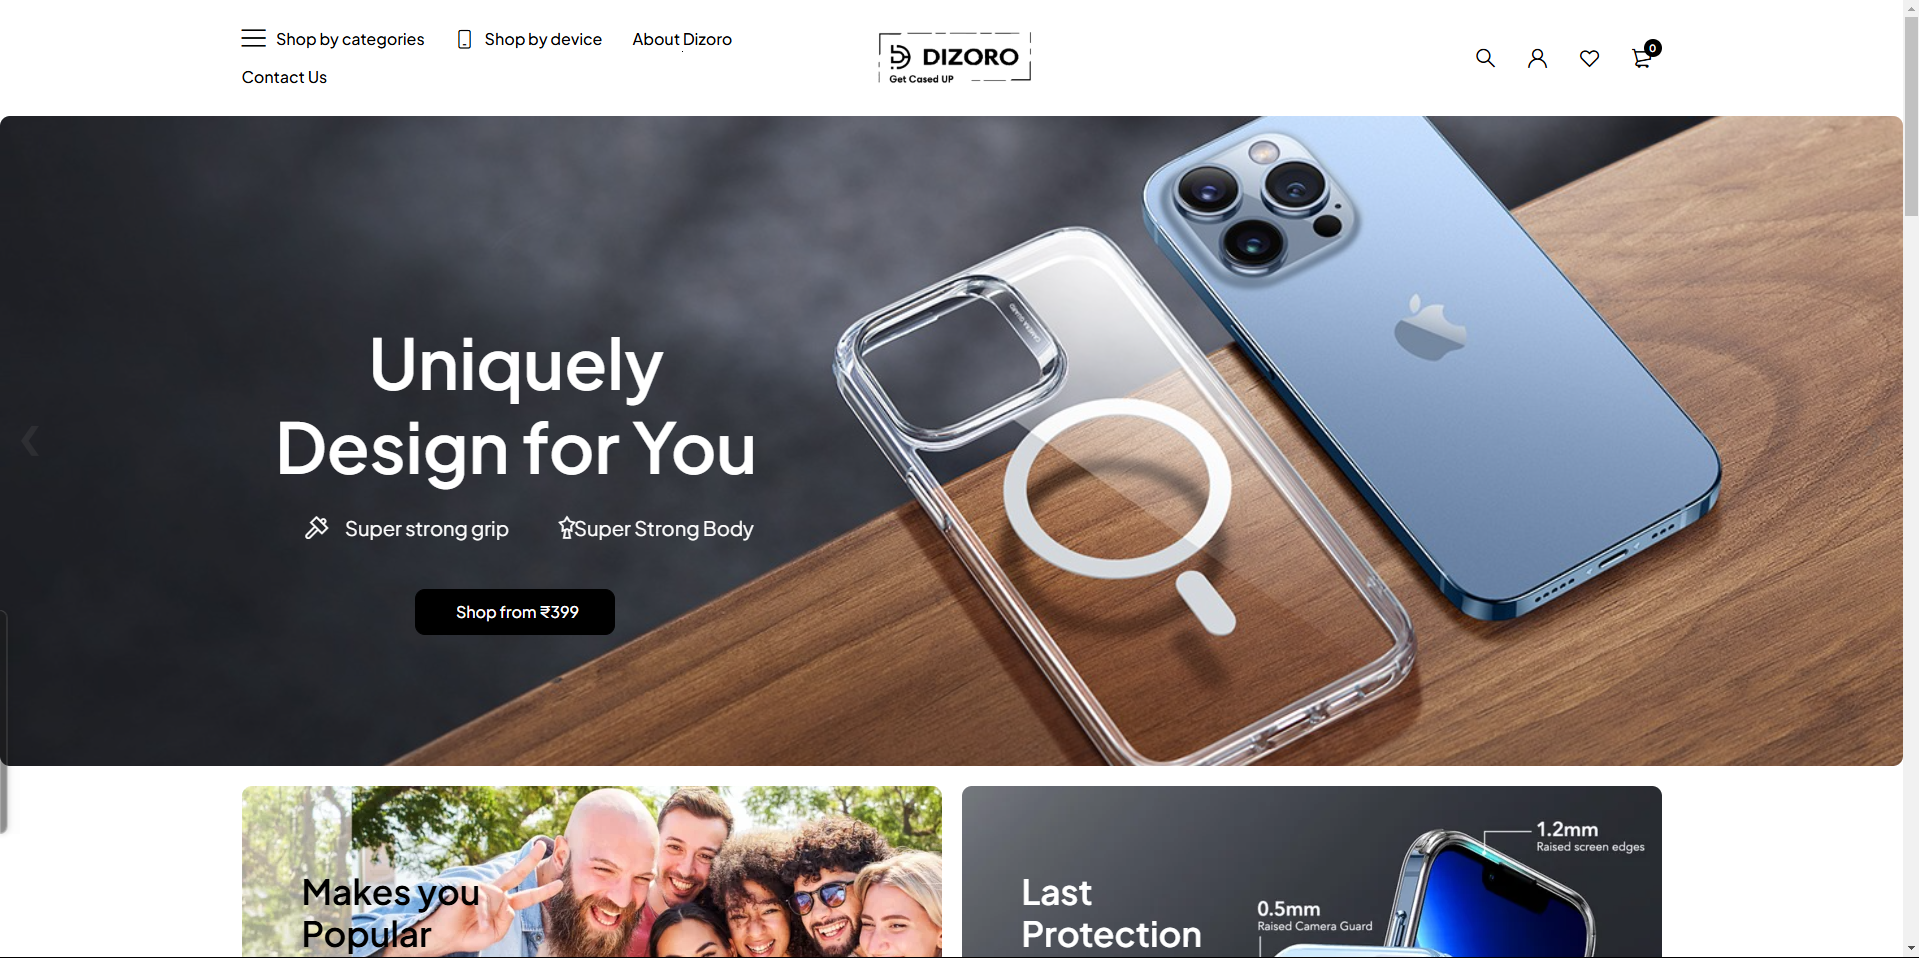 Shop by categories
Shop by device
About Dizoro
Contact Us
DIZORO
Get Cased UP
0
Uniquely
Design for You
Super strong grip
Super Strong Body
Shop from ₹399
CAMERA GUARD
Makes you
Popular
Last
Protection
1.2mm
Raised screen edges
0.5mm
Raised Camera Guard